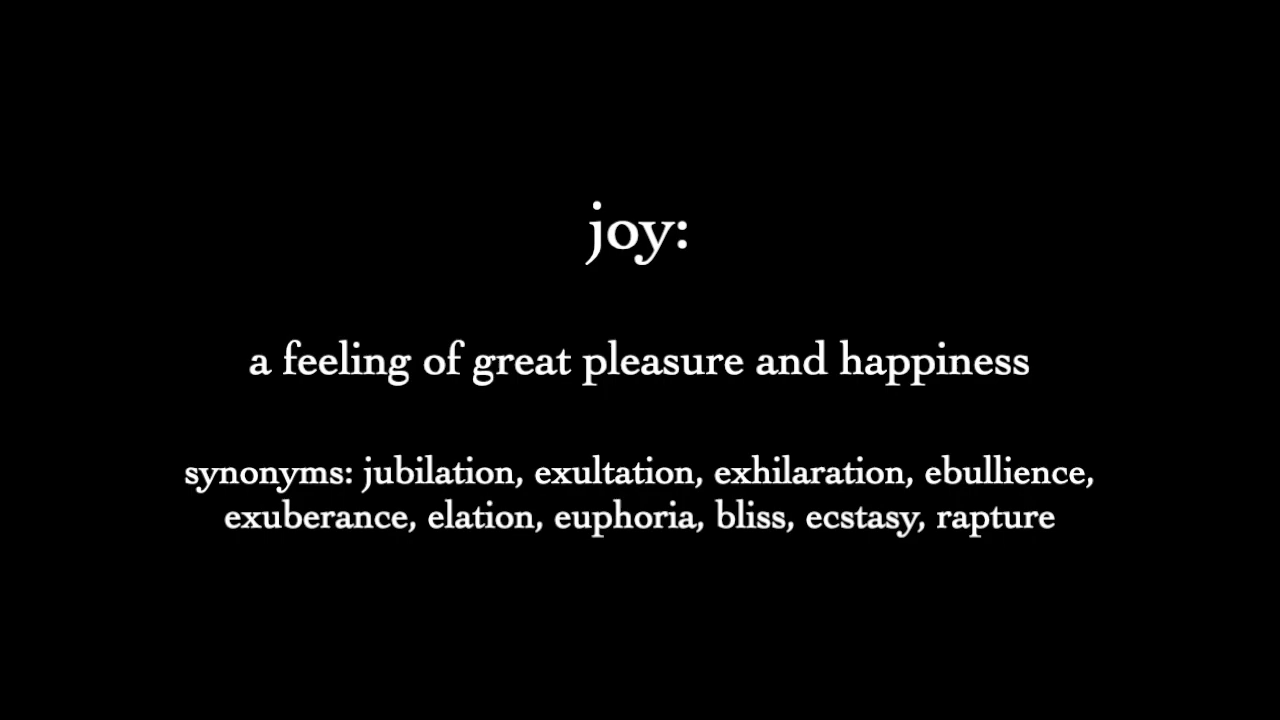 joy:
a feeling of great pleasure and happiness
synonyms: jubilation, exultation, exhilaration, ebullience,
exuberance, elation, euphoria, bliss, ecstasy, rapture